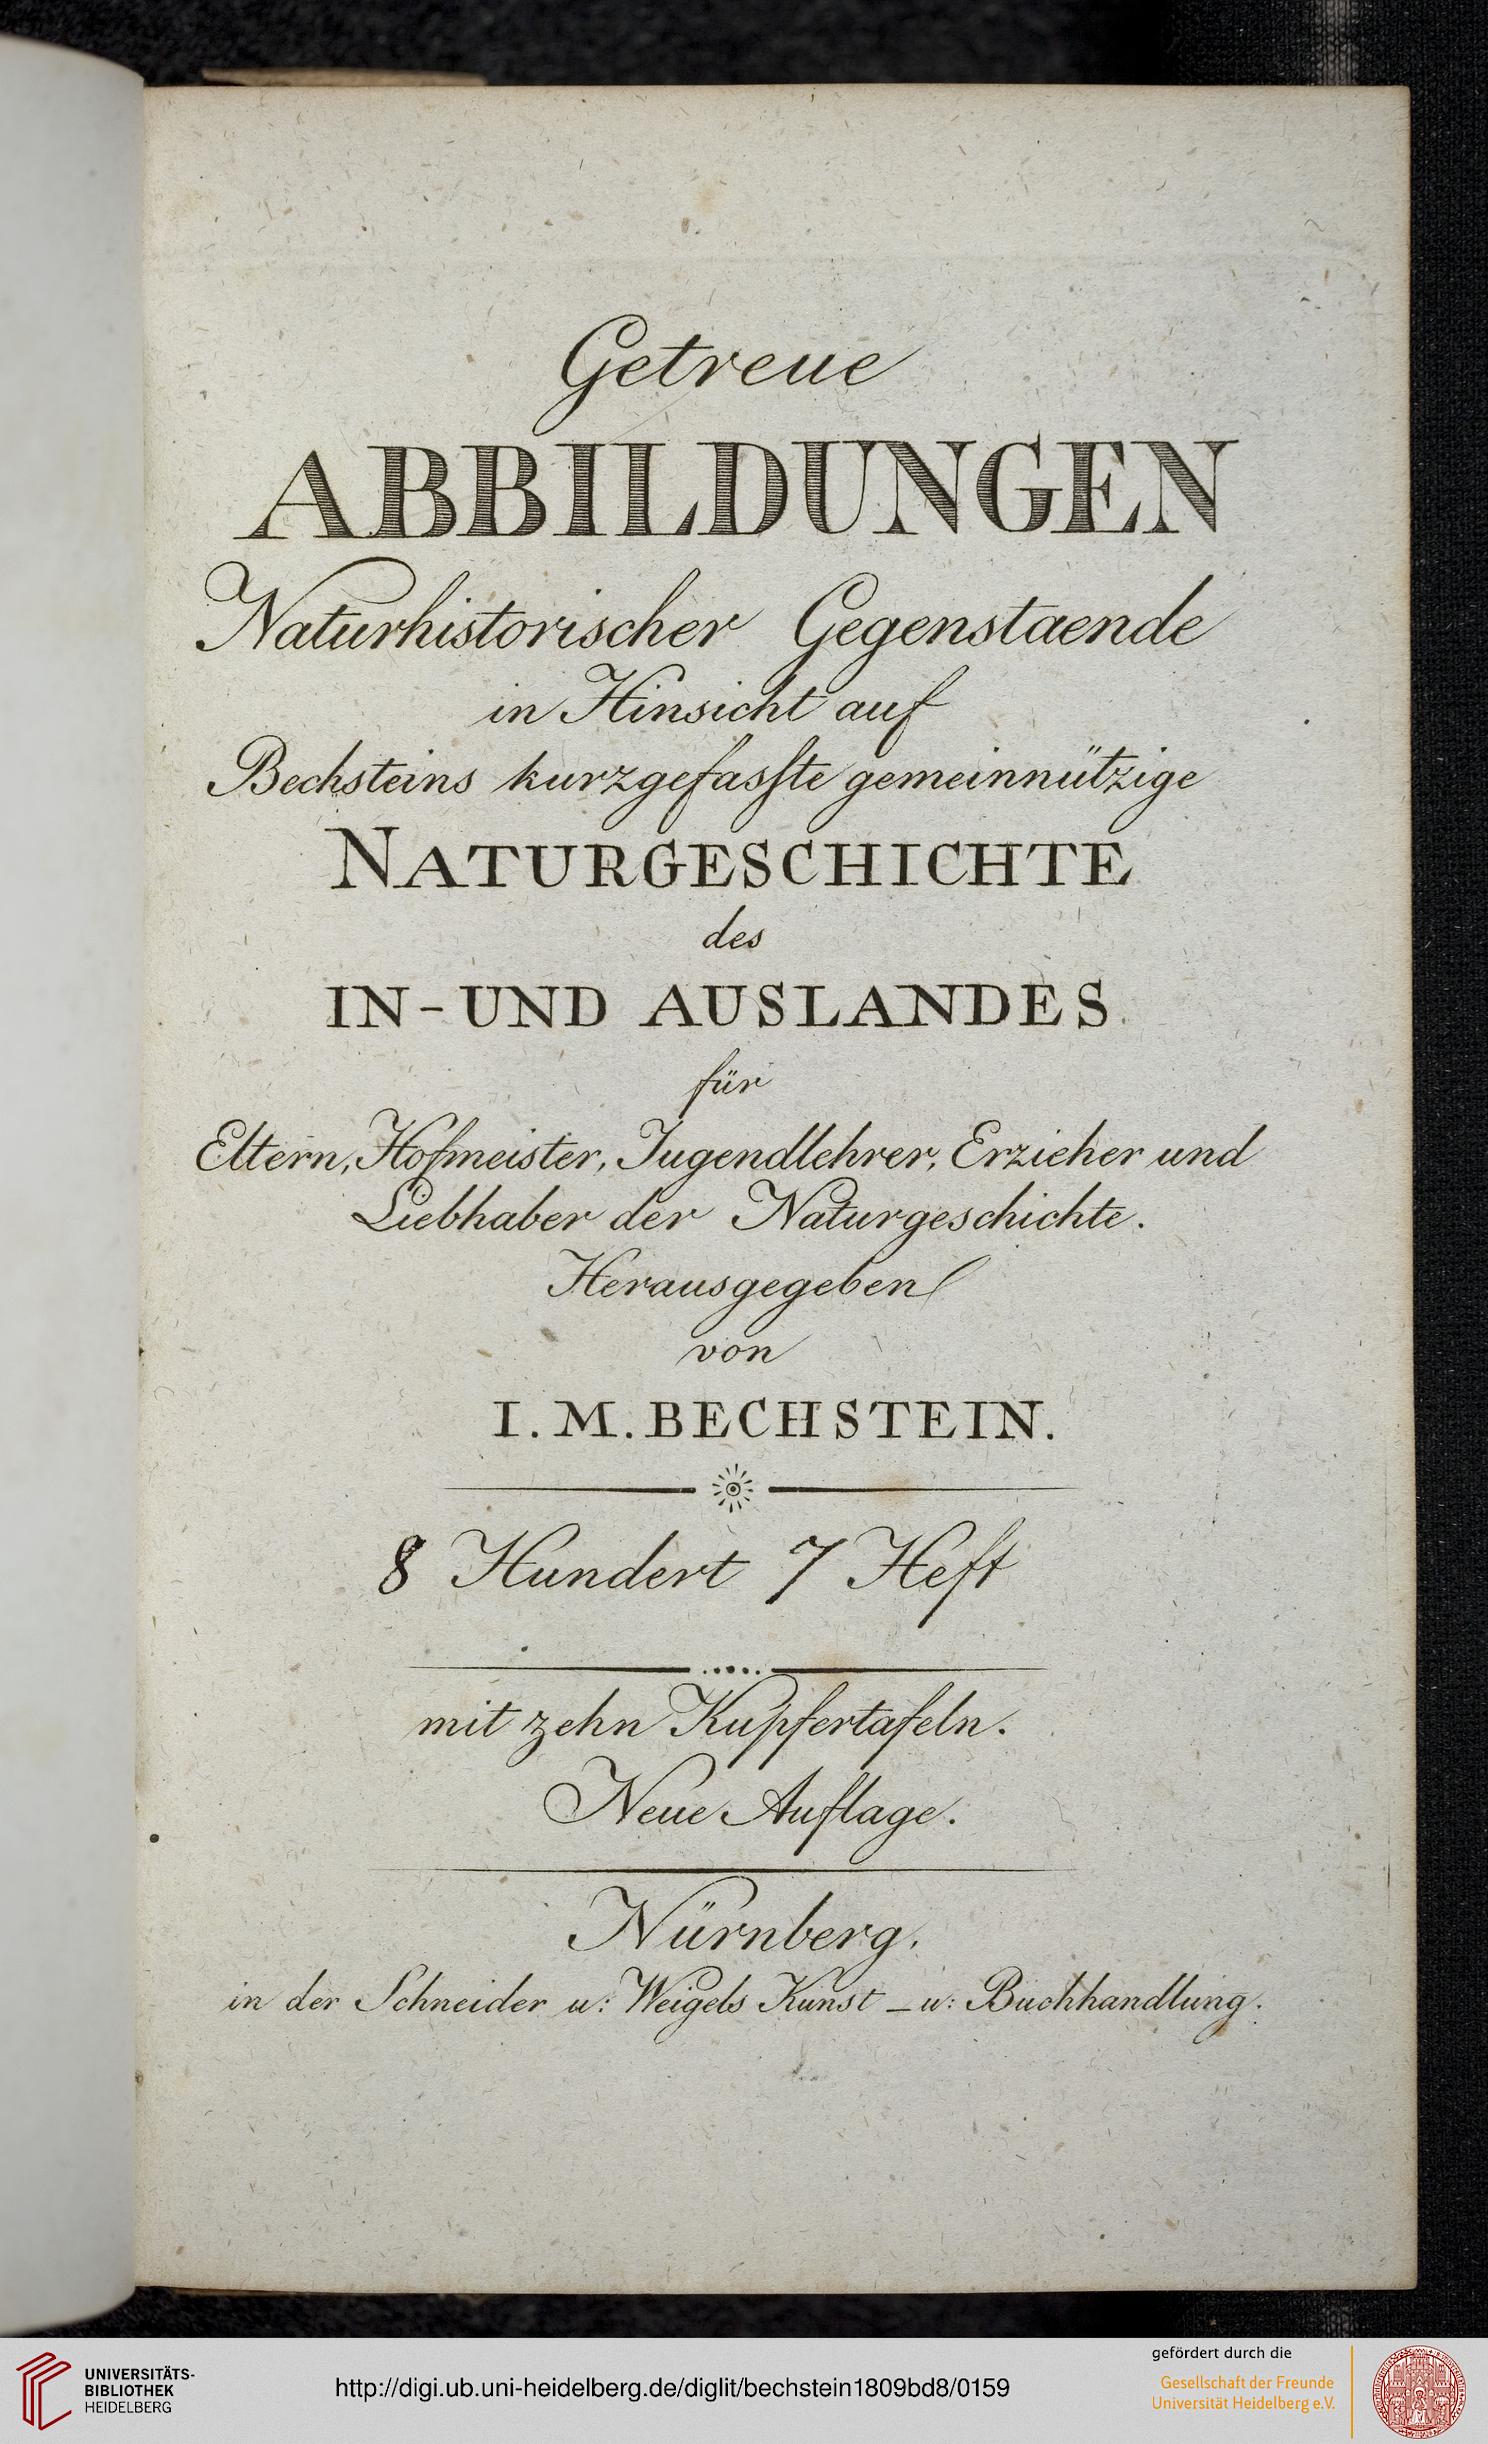 Getreue
ABBILDUNGEN
Naturhistorischer Gegenstaende
in Hinsicht auf
Bechsteins kurzgefasſte gemeinnützige
NATURGESCHICHTE
des
IN-UND AUSLANDES
für
Eltern, Hofmeister, Jugendlehrer, Erzieher und
Liebhaber der Naturgeschichte.
Herausgegeben
von
I. M. BECHSTEIN.
8 Hundert 7 Heft
mit zehn Kupfertafeln.
Neue Auflage.
Nürnberg,
in der Schneider u: Weigels Kunst - u: Buchhandlung.
UNIVERSITÄTS-
BIBLIOTHEK
HEIDELBERG
http://digi.ub.uni-heidelberg.de/diglit/bechstein1809bd8/0159
gefördert durch die
Gesellschaft der Freunde
Universität Heidelberg e.V.